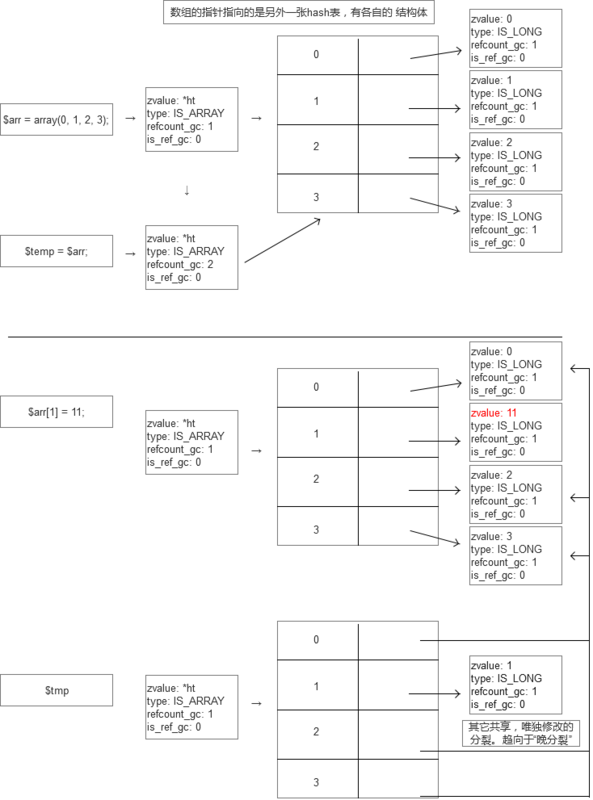 数组的指针指向的是另外一张hash表，有各自的 结构体
$arr = array(0, 1, 2, 3);
→
zvalue: *ht
type: IS_ARRAY
refcount_gc: 1
is_ref_gc: 0
→
0
1
2
3
zvalue: 0
type: IS_LONG
refcount_gc: 1
is_ref_gc: 0
zvalue: 1
type: IS_LONG
refcount_gc: 1
is_ref_gc: 0
zvalue: 2
type: IS_LONG
refcount_gc: 1
is_ref_gc: 0
zvalue: 3
type: IS_LONG
refcount_gc: 1
is_ref_gc: 0
↓
$temp = $arr;
→
zvalue: *ht
type: IS_ARRAY
refcount_gc: 2
is_ref_gc: 0
$arr[1] = 11;
zvalue: *ht
type: IS_ARRAY
refcount_gc: 1
is_ref_gc: 0
→
0
1
2
3
zvalue: 0
type: IS_LONG
refcount_gc: 1
is_ref_gc: 0
zvalue: 11
type: IS_LONG
refcount_gc: 1
is_ref_gc: 0
zvalue: 2
type: IS_LONG
refcount_gc: 1
is_ref_gc: 0
zvalue: 3
type: IS_LONG
refcount_gc: 1
is_ref_gc: 0
$tmp
zvalue: *ht
type: IS_ARRAY
refcount_gc: 1
is_ref_gc: 0
→
0
1
2
3
zvalue: 1
type: IS_LONG
refcount_gc: 1
is_ref_gc: 0
其它共享，唯独修改的
分裂。趋向于“晚分裂”